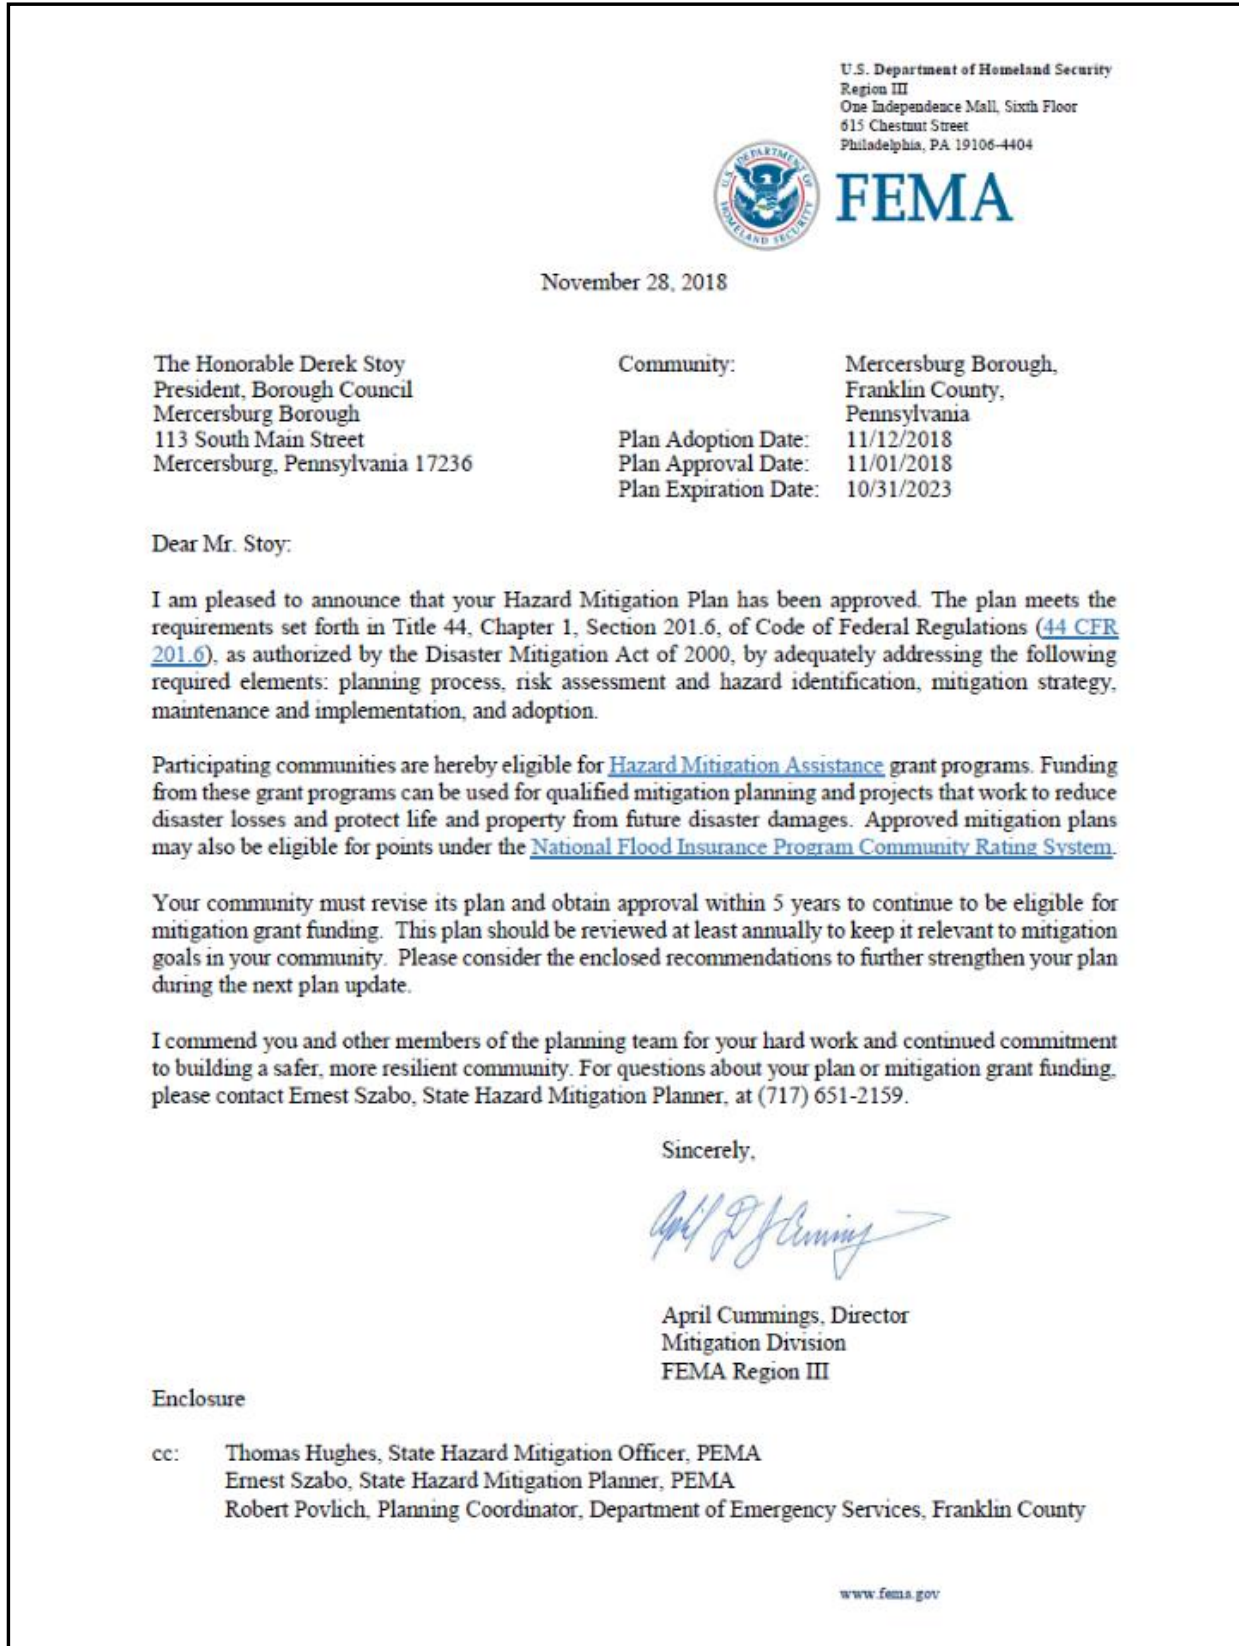 U.S. Department of Homeland Security
Region III
One Independence Mall, Sixth Floor
615 Chestnut Street
Philadelphia, PA 19106-4404
U.S. DEPARTMENT OF HOMELAND SECURITY
FEMA
November 28, 2018
The Honorable Derek Stoy
President, Borough Council
Mercersburg Borough
113 South Main Street
Mercersburg, Pennsylvania 17236
Community: Mercersburg Borough,
Franklin County,
Pennsylvania
Plan Adoption Date: 11/12/2018
Plan Approval Date: 11/01/2018
Plan Expiration Date: 10/31/2023
Dear Mr. Stoy:
I am pleased to announce that your Hazard Mitigation Plan has been approved. The plan meets the
requirements set forth in Title 44, Chapter 1, Section 201.6, of Code of Federal Regulations (44 CFR
201.6), as authorized by the Disaster Mitigation Act of 2000, by adequately addressing the following
required elements: planning process, risk assessment and hazard identification, mitigation strategy,
maintenance and implementation, and adoption.
Participating communities are hereby eligible for Hazard Mitigation Assistance grant programs. Funding
from these grant programs can be used for qualified mitigation planning and projects that work to reduce
disaster losses and protect life and property from future disaster damages. Approved mitigation plans
may also be eligible for points under the National Flood Insurance Program Community Rating System.
Your community must revise its plan and obtain approval within 5 years to continue to be eligible for
mitigation grant funding. This plan should be reviewed at least annually to keep it relevant to mitigation
goals in your community. Please consider the enclosed recommendations to further strengthen your plan
during the next plan update.
I commend you and other members of the planning team for your hard work and continued commitment
to building a safer, more resilient community. For questions about your plan or mitigation grant funding,
please contact Ernest Szabo, State Hazard Mitigation Planner, at (717) 651-2159.
Sincerely,
April Cummings, Director
Mitigation Division
FEMA Region III
Enclosure
cc: Thomas Hughes, State Hazard Mitigation Officer, PEMA
Ernest Szabo, State Hazard Mitigation Planner, PEMA
Robert Povlich, Planning Coordinator, Department of Emergency Services, Franklin County
www.fema.gov